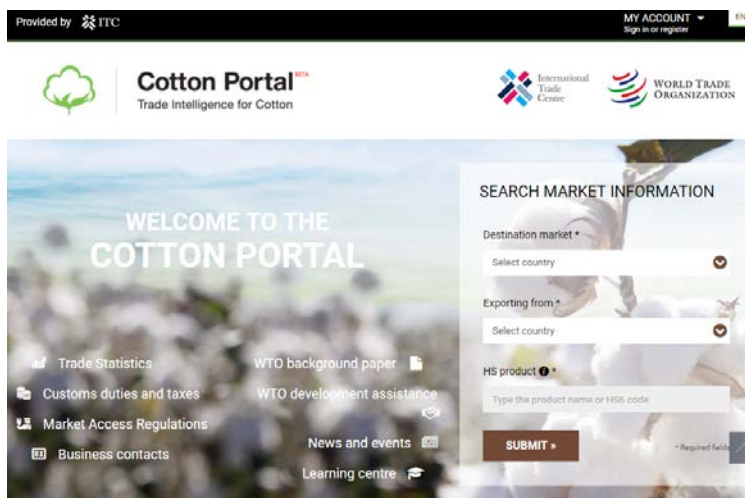 Provided by ITC
MY ACCOUNT
Sign in or register
EN
Cotton Portal BETA
Trade Intelligence for Cotton
International
Trade
Centre
WORLD TRADE
ORGANIZATION
WELCOME TO THE
COTTON PORTAL
Trade Statistics
Customs duties and taxes
Market Access Regulations
Business contacts
WTO background paper
WTO development assistance
News and events
Learning centre
SEARCH MARKET INFORMATION
Destination market *
Select country
Exporting from *
Select country
HS product *
Type the product name or HS6 code
SUBMIT »
* Required fields